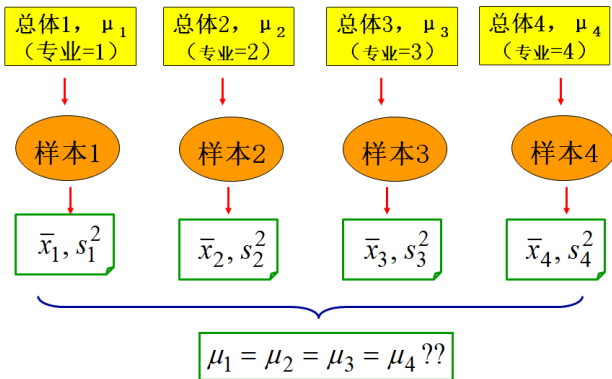 总体1，μ₁
（专业=1）
总体2，μ₂
（专业=2）
总体3，μ₃
（专业=3）
总体4，μ₄
（专业=4）
样本1
样本2
样本3
样本4
x̄₁, s₁²
x̄₂, s₂²
x̄₃, s₃²
x̄₄, s₄²
μ₁ = μ₂ = μ₃ = μ₄ ??